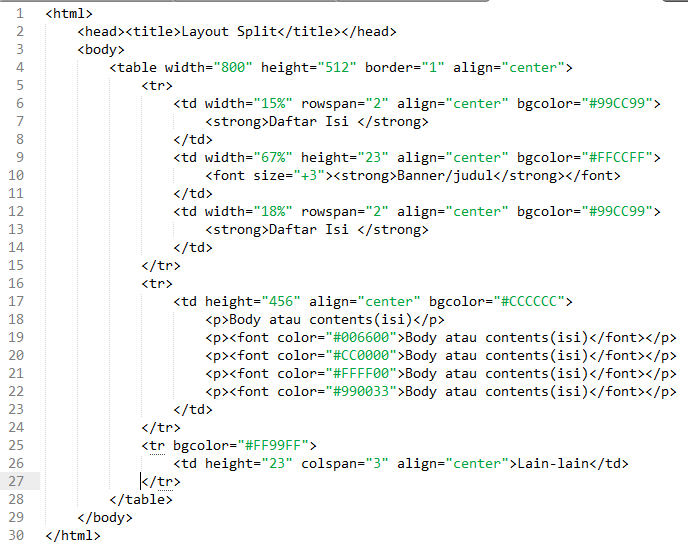 1 <html>
2 <head><title>Layout Split</title></head>
3 <body>
4 <table width="800" height="512" border="1" align="center">
5 <tr>
6 <td width="15%" rowspan="2" align="center" bgcolor="#99CC99">
7 <strong>Daftar Isi </strong>
8 </td>
9 <td width="67%" height="23" align="center" bgcolor="#FFCCFF">
10 <font size="+3"><strong>Banner/judul</strong></font>
11 </td>
12 <td width="18%" rowspan="2" align="center" bgcolor="#99CC99">
13 <strong>Daftar Isi </strong>
14 </td>
15 </tr>
16 <tr>
17 <td height="456" align="center" bgcolor="#CCCCCC">
18 <p>Body atau contents(isi)</p>
19 <p><font color="#006600">Body atau contents(isi)</font></p>
20 <p><font color="#CC0000">Body atau contents(isi)</font></p>
21 <p><font color="#FFFF00">Body atau contents(isi)</font></p>
22 <p><font color="#990033">Body atau contents(isi)</font></p>
23 </td>
24 </tr>
25 <tr bgcolor="#FF99FF">
26 <td height="23" colspan="3" align="center">Lain-lain</td>
27 </tr>
28 </table>
29 </body>
30 </html>